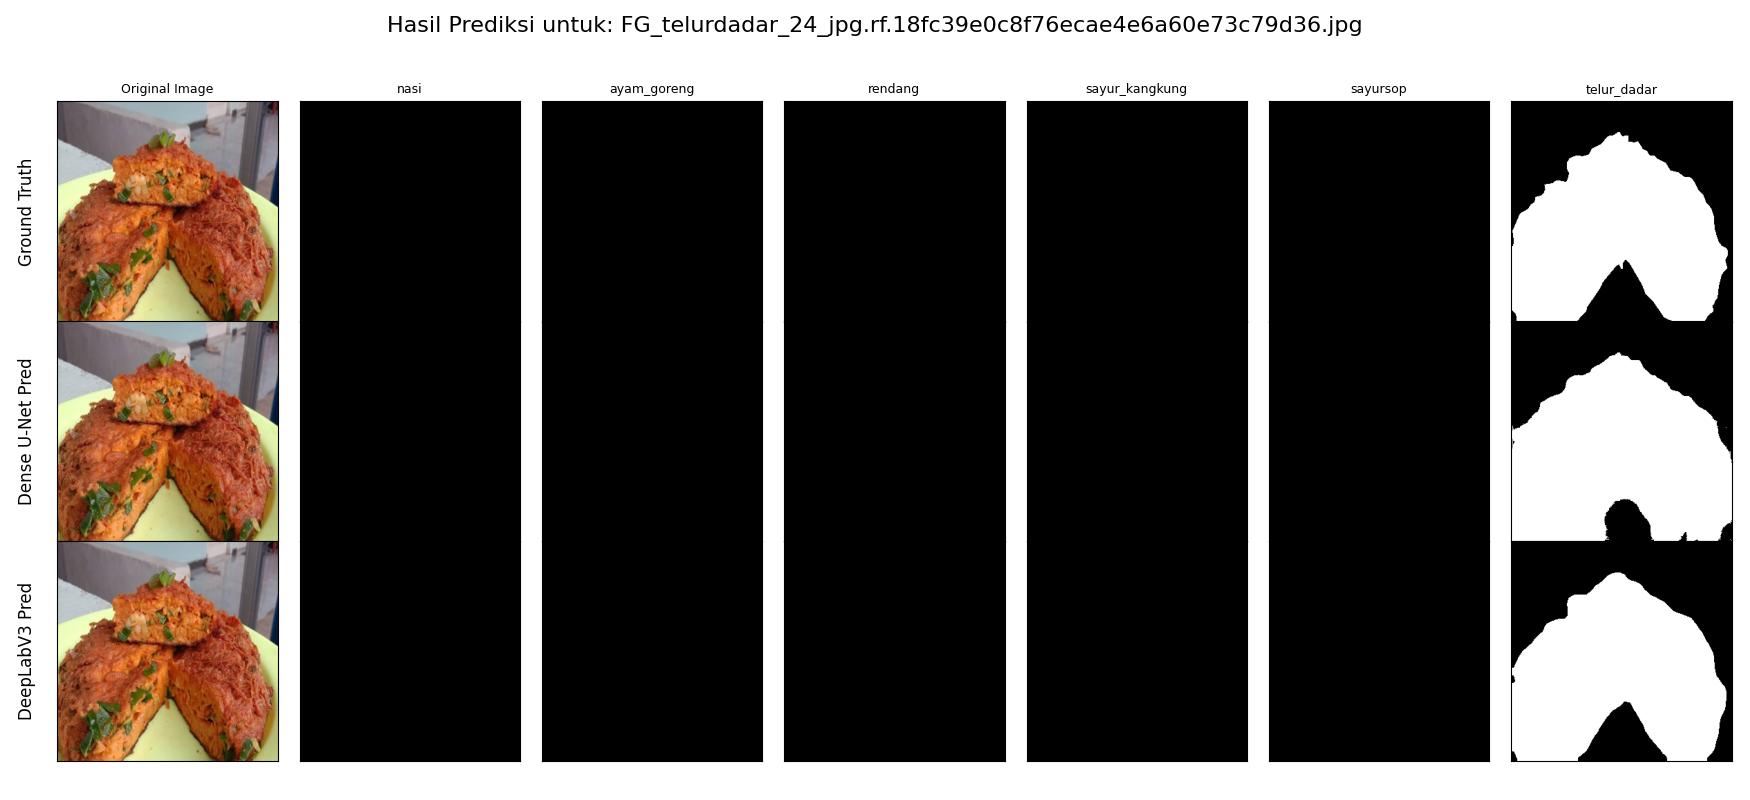 Hasil Prediksi untuk: FG_telurdadar_24_jpg.rf.18fc39e0c8f76ecae4e6a60e73c79d36.jpg
Original Image nasi ayam_goreng rendang sayur_kangkung sayursop telur_dadar
Ground Truth
Dense U-Net Pred
DeepLabV3 Pred